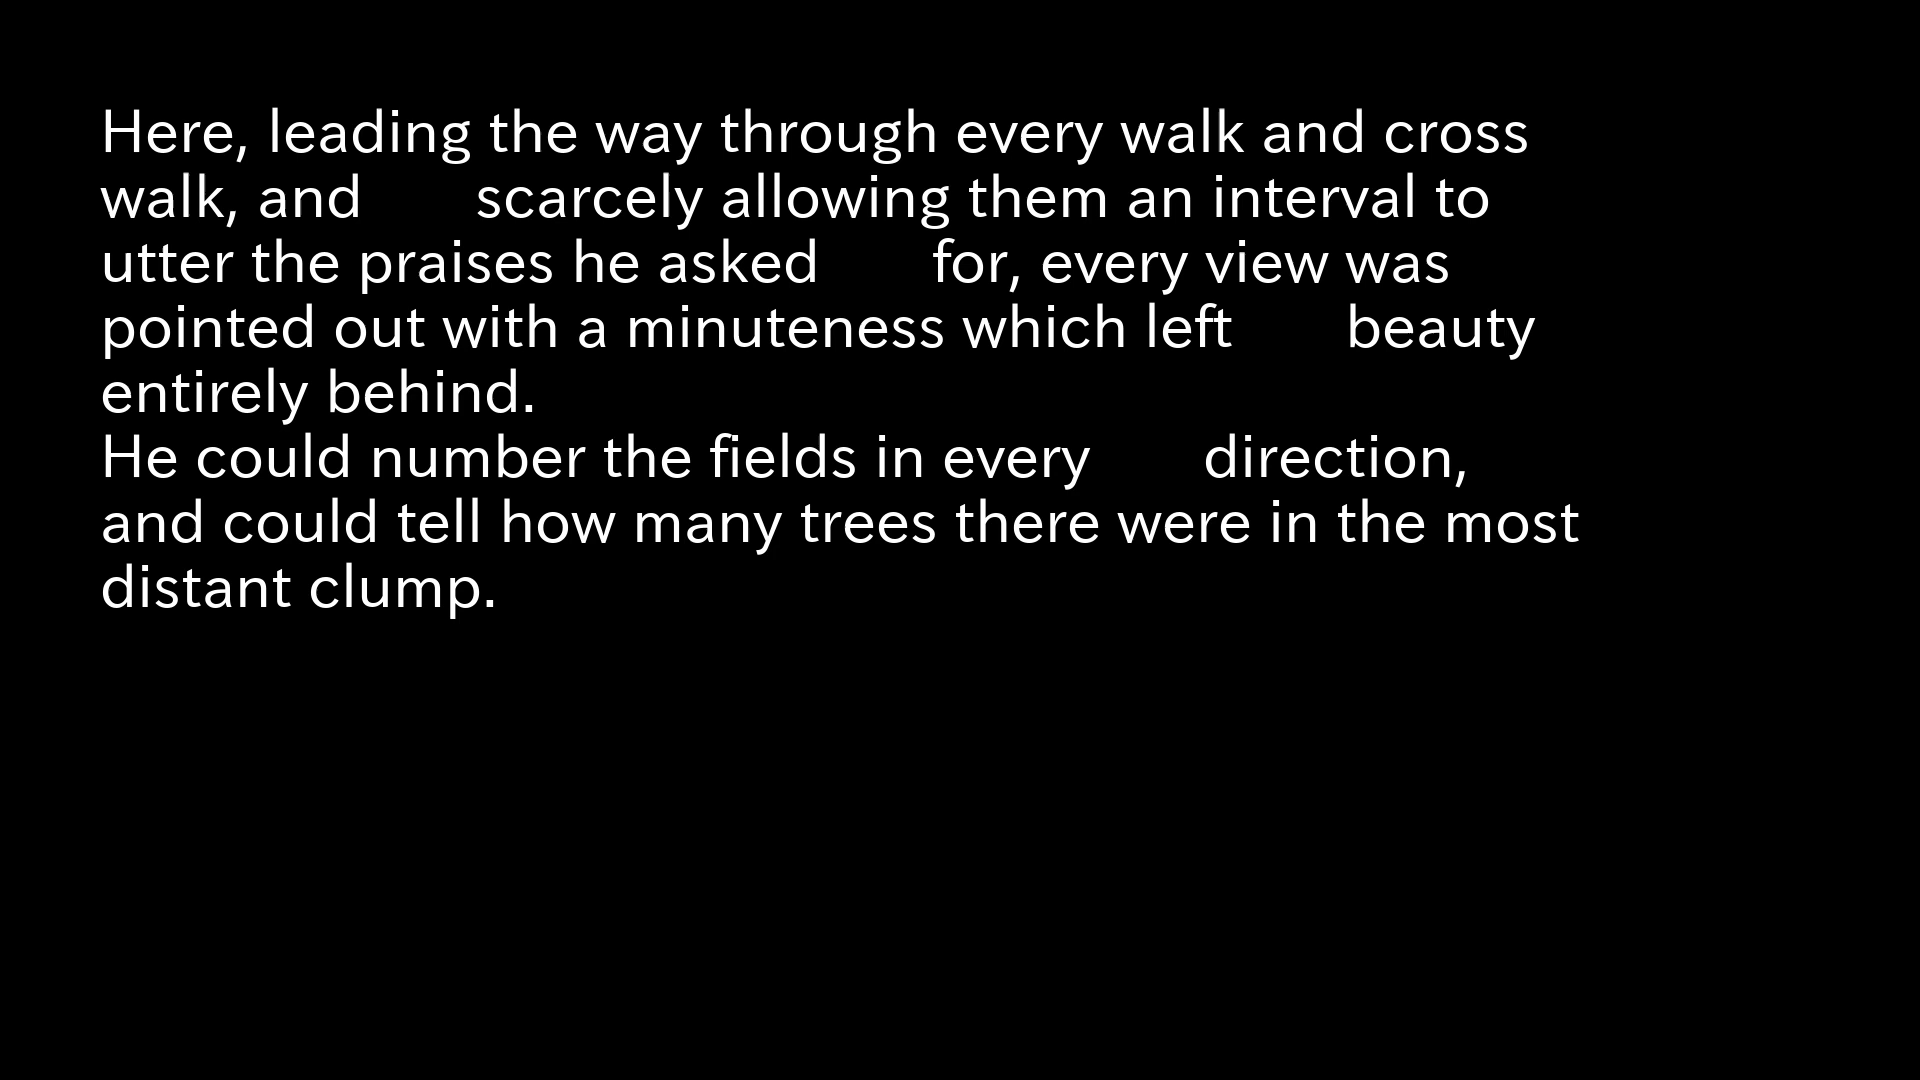 Here, leading the way through every walk and cross
walk, and scarcely allowing them an interval to
utter the praises he asked for, every view was
pointed out with a minuteness which left beauty
entirely behind.
He could number the fields in every direction,
and could tell how many trees there were in the most
distant clump.